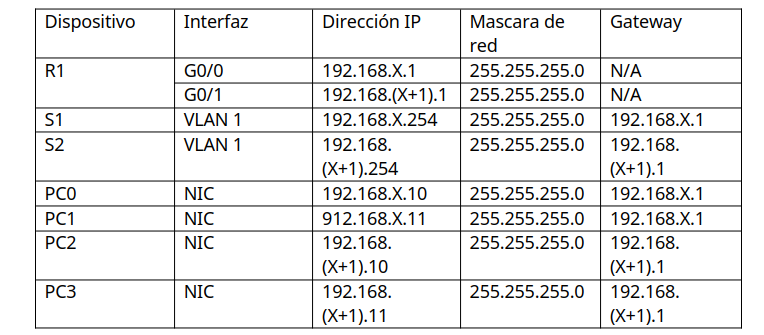 Dispositivo Interfaz Dirección IP Mascara de red Gateway
R1 G0/0 192.168.X.1 255.255.255.0 N/A
G0/1 192.168.(X+1).1 255.255.255.0 N/A
S1 VLAN 1 192.168.X.254 255.255.255.0 192.168.X.1
S2 VLAN 1 192.168.(X+1).254 255.255.255.0 192.168.(X+1).1
PC0 NIC 192.168.X.10 255.255.255.0 192.168.X.1
PC1 NIC 912.168.X.11 255.255.255.0 192.168.X.1
PC2 NIC 192.168.(X+1).10 255.255.255.0 192.168.(X+1).1
PC3 NIC 192.168.(X+1).11 255.255.255.0 192.168.(X+1).1